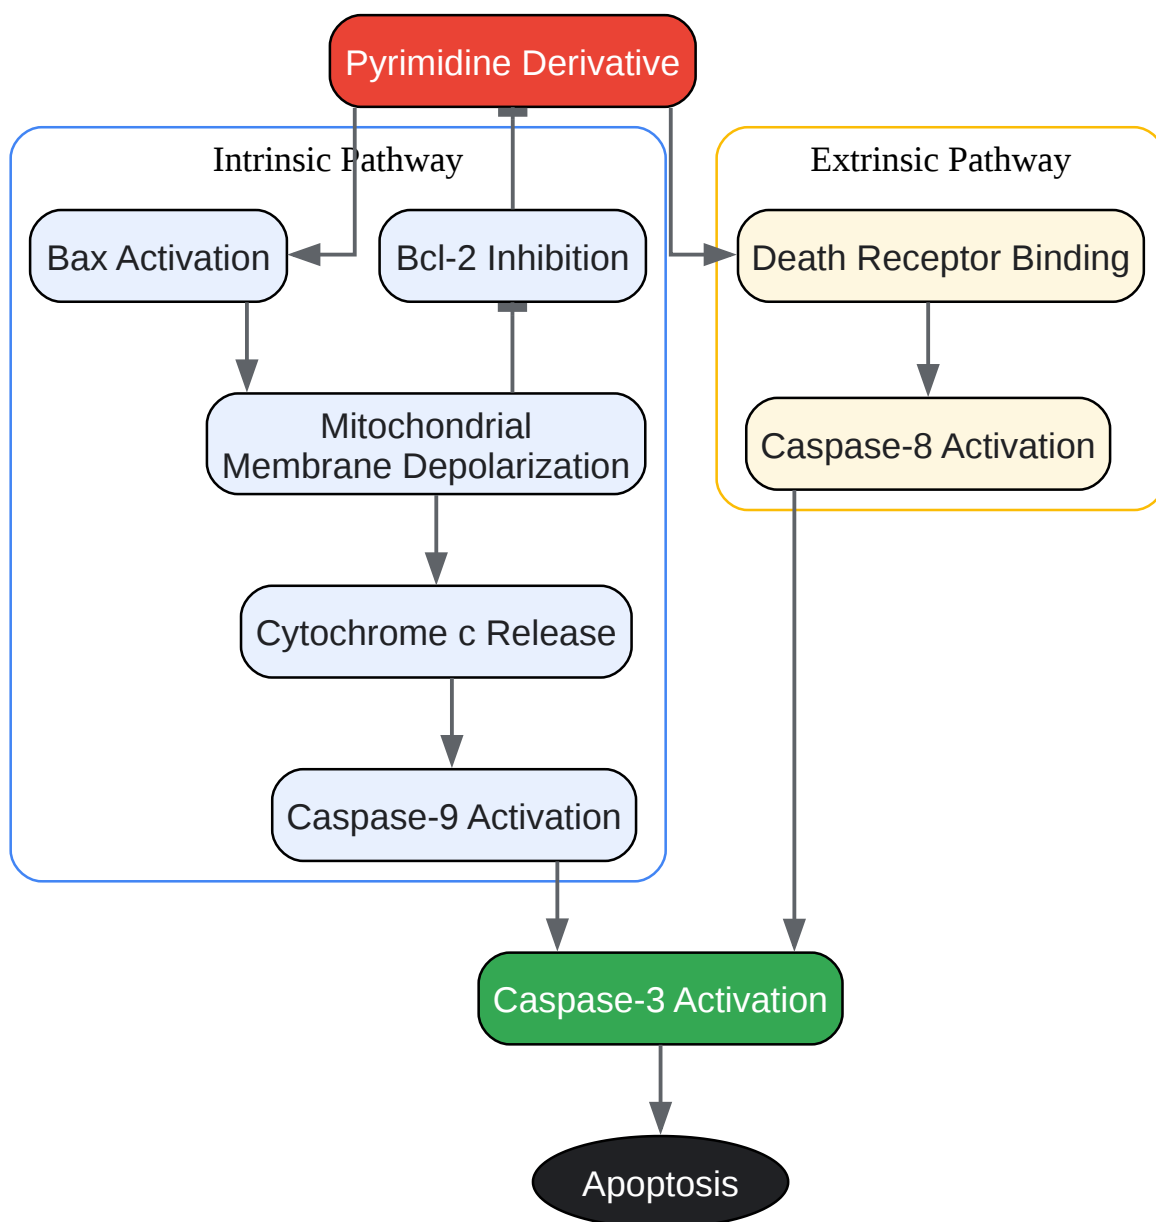 Pyrimidine Derivative
Intrinsic Pathway
Extrinsic Pathway
Bax Activation
Bcl-2 Inhibition
Death Receptor Binding
Mitochondrial
Membrane Depolarization
Caspase-8 Activation
Cytochrome c Release
Caspase-9 Activation
Caspase-3 Activation
Apoptosis